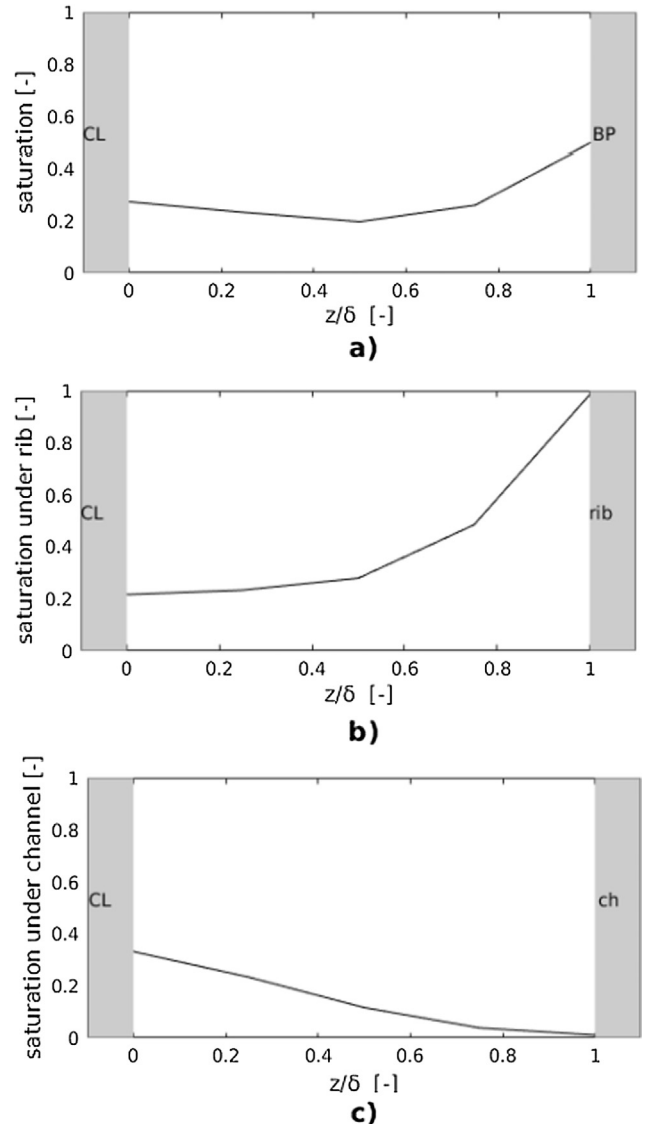 saturation [-]
1
0.8
0.6
0.4
0.2
0
CL
BP
0 0.2 0.4 0.6 0.8 1
z/δ [-]
a)
saturation under rib [-]
1
0.8
0.6
0.4
0.2
0
CL
rib
0 0.2 0.4 0.6 0.8 1
z/δ [-]
b)
saturation under channel [-]
1
0.8
0.6
0.4
0.2
0
CL
ch
0 0.2 0.4 0.6 0.8 1
z/δ [-]
c)